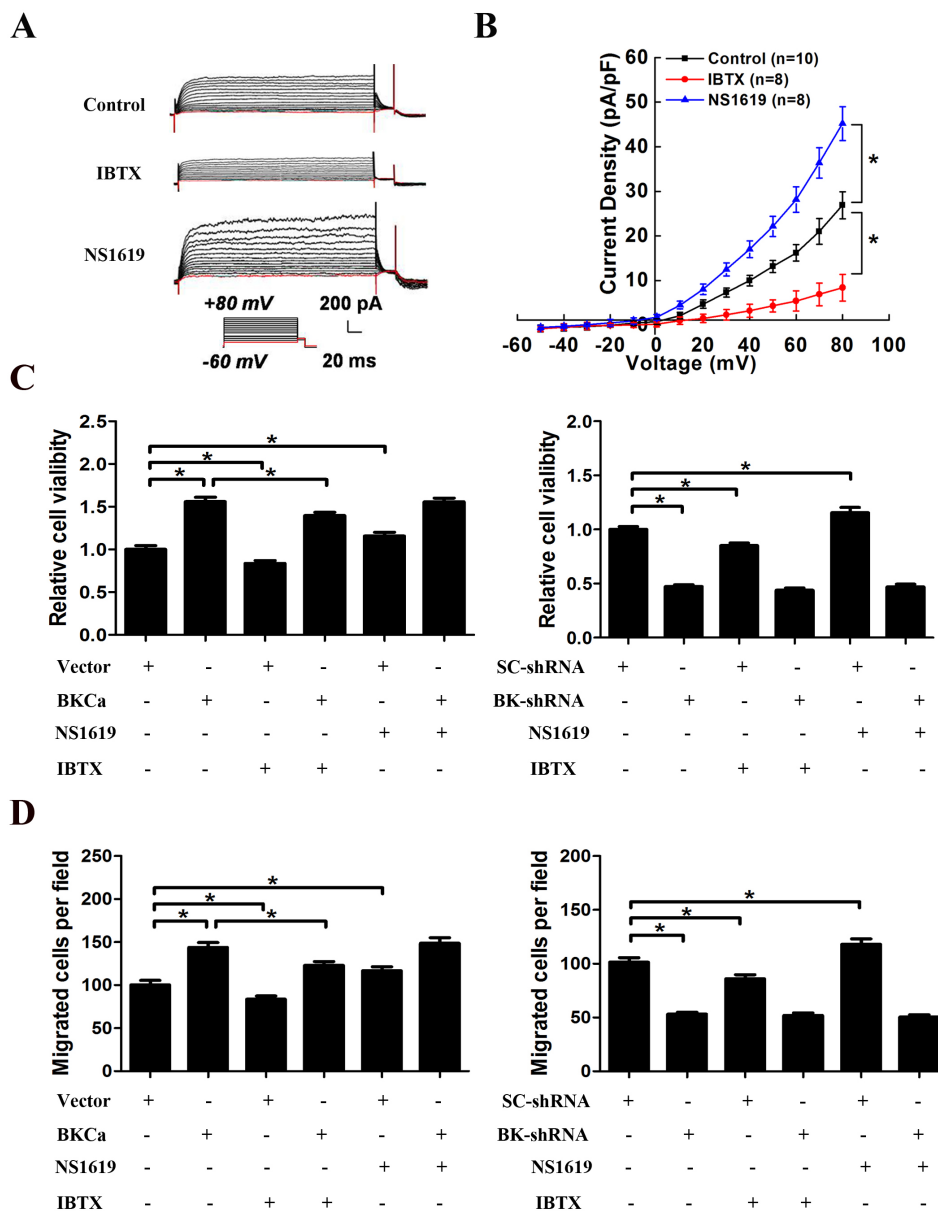 A
Control
IBTX
NS1619
+80 mV
200 pA
-60 mV
20 ms
B
Current Density (pA/pF)
60
50
40
30
20
10
0
Control (n=10)
IBTX (n=8)
NS1619 (n=8)
*
*
-60 -40 -20 0 20 40 60 80 100
Voltage (mV)
C
Relative cell vialibity
2.5
2.0
1.5
1.0
0.5
0.0
*
*
* *
Vector + - + - + -
BKCa - + - + - +
NS1619 - - - - + +
IBTX - - + + - -
Relative cell vialibity
2.0
1.5
1.0
0.5
0.0
*
*
*
SC-shRNA + - + - + -
BK-shRNA - + - + - +
NS1619 - - - - + +
IBTX - - + + - -
D
Migrated cells per field
250
200
150
100
50
0
*
*
* *
Vector + - + - + -
BKCa - + - + - +
NS1619 - - - - + +
IBTX - - + + - -
Migrated cells per field
200
150
100
50
0
*
*
*
SC-shRNA + - + - + -
BK-shRNA - + - + - +
NS1619 - - - - + +
IBTX - - + + - -